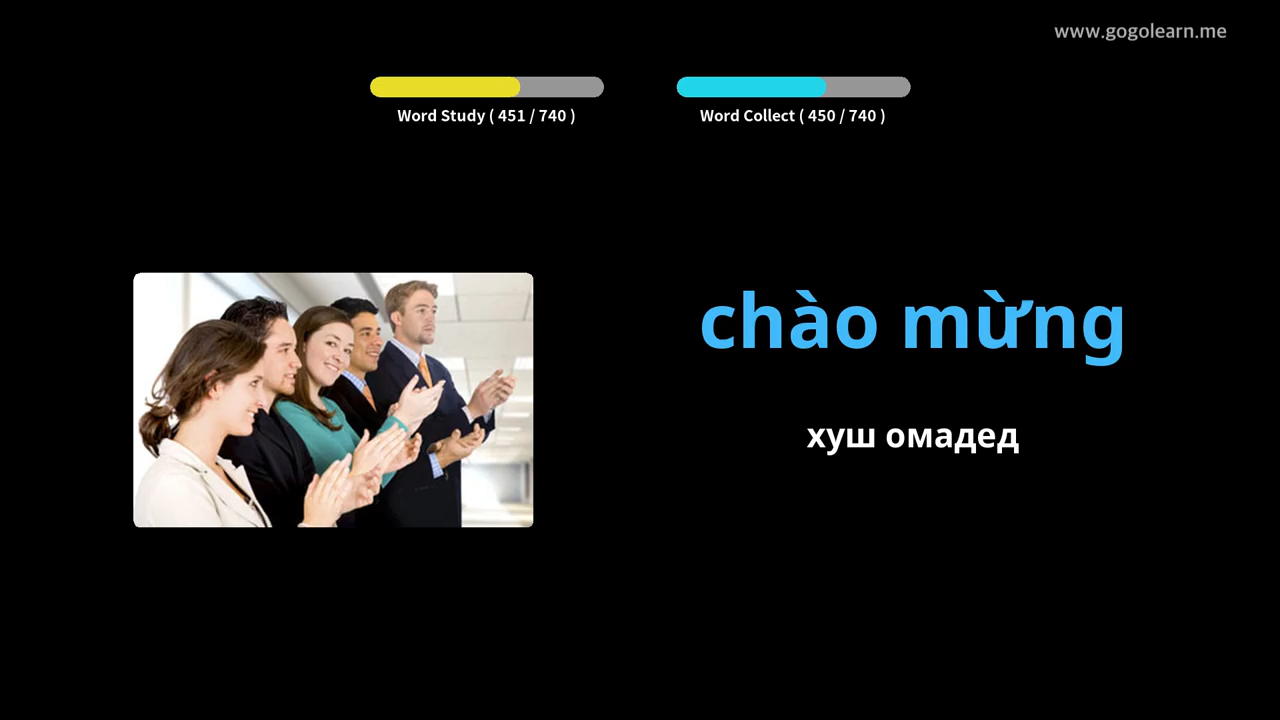 www.gogolearn.me
Word Study ( 451 / 740 )
Word Collect ( 450 / 740 )
chào mừng
хуш омадед